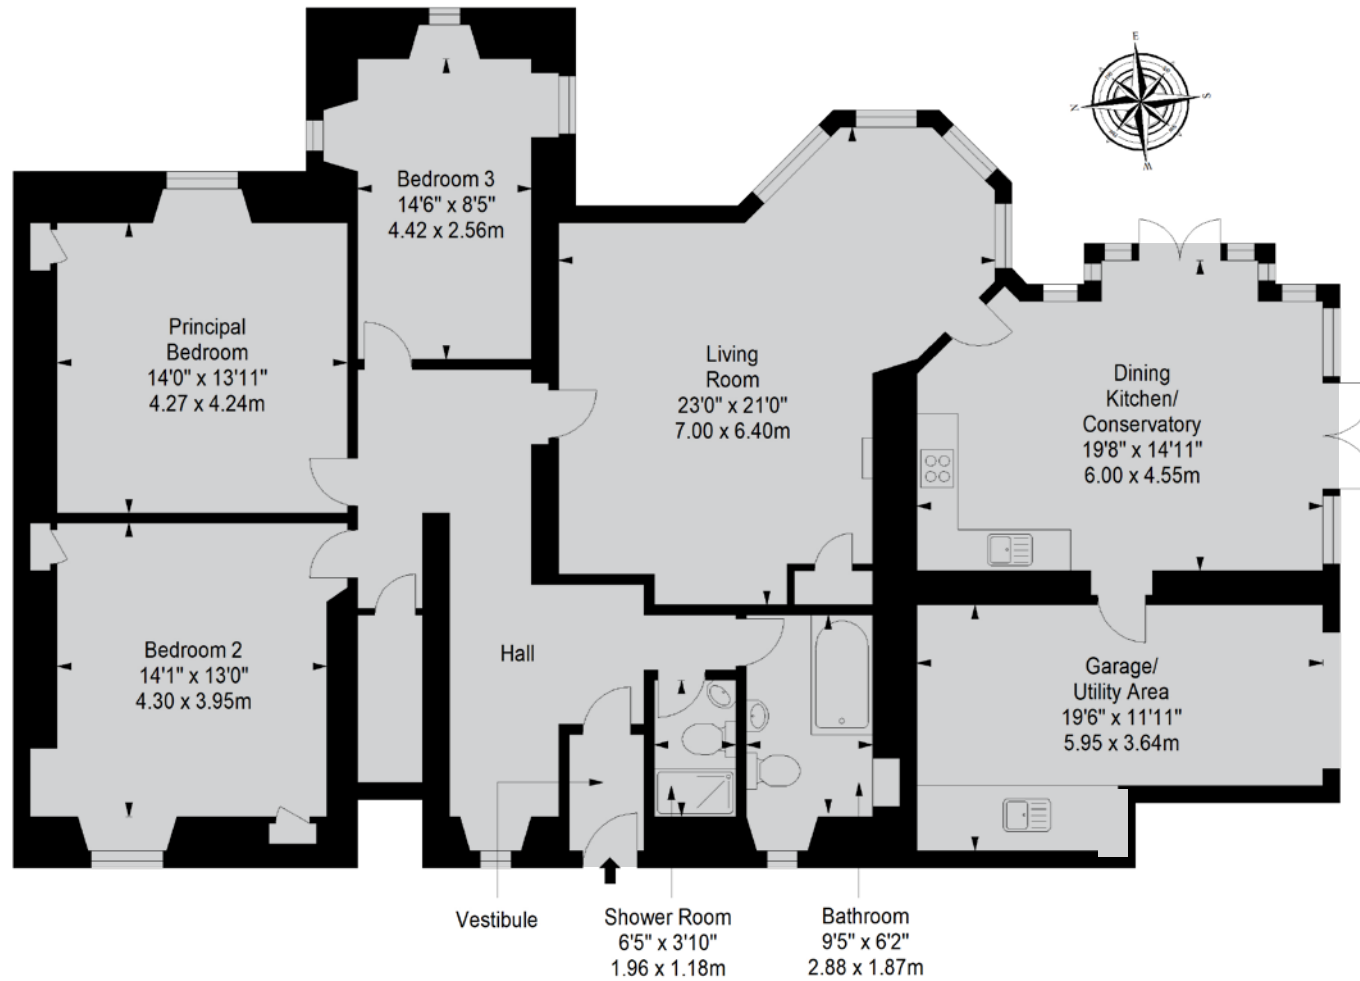 E
N
S
W
Bedroom 3
14'6" x 8'5"
4.42 x 2.56m
Principal
Bedroom
14'0" x 13'11"
4.27 x 4.24m
Living
Room
23'0" x 21'0"
7.00 x 6.40m
Dining
Kitchen/
Conservatory
19'8" x 14'11"
6.00 x 4.55m
Bedroom 2
14'1" x 13'0"
4.30 x 3.95m
Hall
Garage/
Utility Area
19'6" x 11'11"
5.95 x 3.64m
Vestibule
Shower Room
6'5" x 3'10"
1.96 x 1.18m
Bathroom
9'5" x 6'2"
2.88 x 1.87m